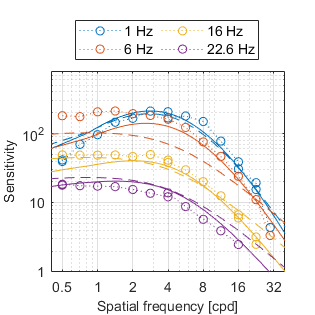 1 Hz 16 Hz
6 Hz 22.6 Hz
10²
10
1
Sensitivity
0.5 1 2 4 8 16 32
Spatial frequency [cpd]